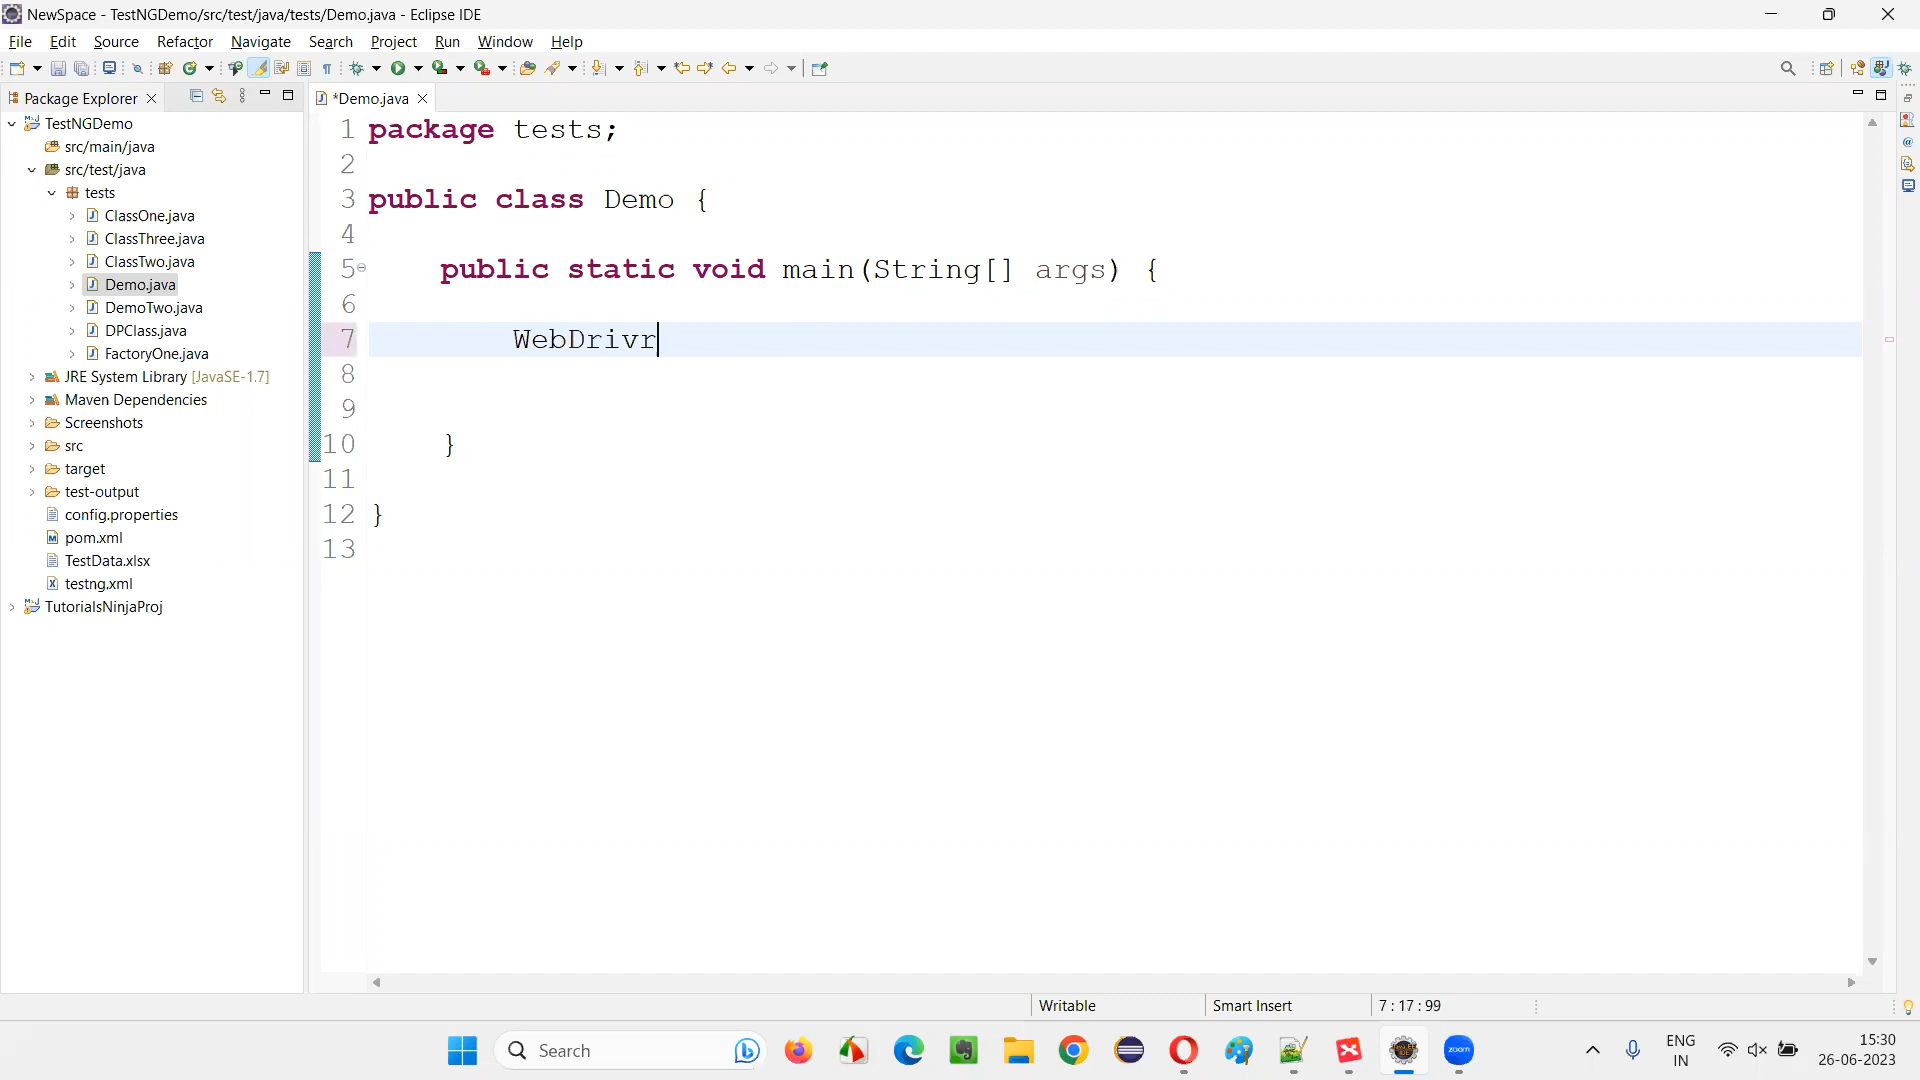 NewSpace - TestNGDemo/src/test/java/tests/Demo.java - Eclipse IDE
File Edit Source Refactor Navigate Search Project Run Window Help
Package Explorer
*Demo.java
TestNGDemo
src/main/java
src/test/java
tests
ClassOne.java
ClassThree.java
ClassTwo.java
Demo.java
DemoTwo.java
DPClass.java
FactoryOne.java
JRE System Library [JavaSE-1.7]
Maven Dependencies
Screenshots
src
target
test-output
config.properties
pom.xml
TestData.xlsx
testng.xml
TutorialsNinjaProj
1 package tests;
2
3 public class Demo {
4
5 public static void main(String[] args) {
6
7 WebDrivr
8
9
10 }
11
12 }
13
Writable Smart Insert 7 : 17 : 99
Search
zoom
ENG
IN
15:30
26-06-2023